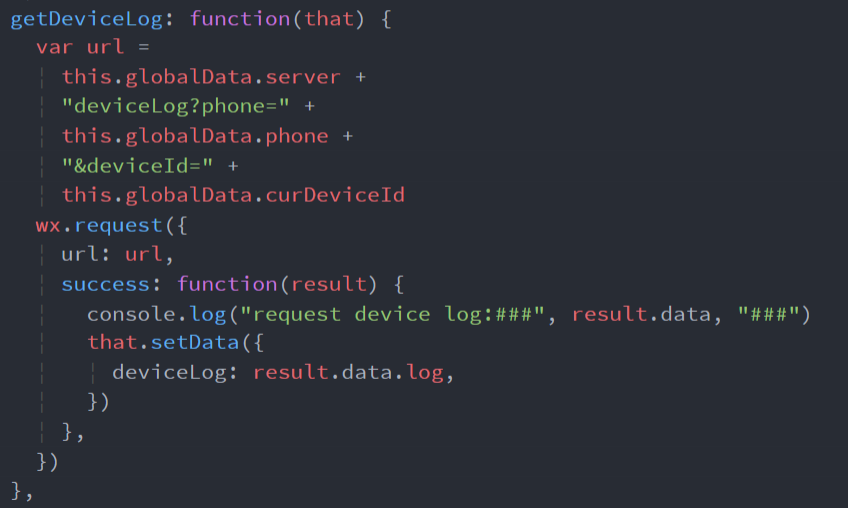 getDeviceLog: function(that) {
  var url =
    this.globalData.server +
    "deviceLog?phone=" +
    this.globalData.phone +
    "&deviceId=" +
    this.globalData.curDeviceId
  wx.request({
    url: url,
    success: function(result) {
      console.log("request device log:###", result.data, "###")
      that.setData({
        deviceLog: result.data.log,
      })
    },
  })
},